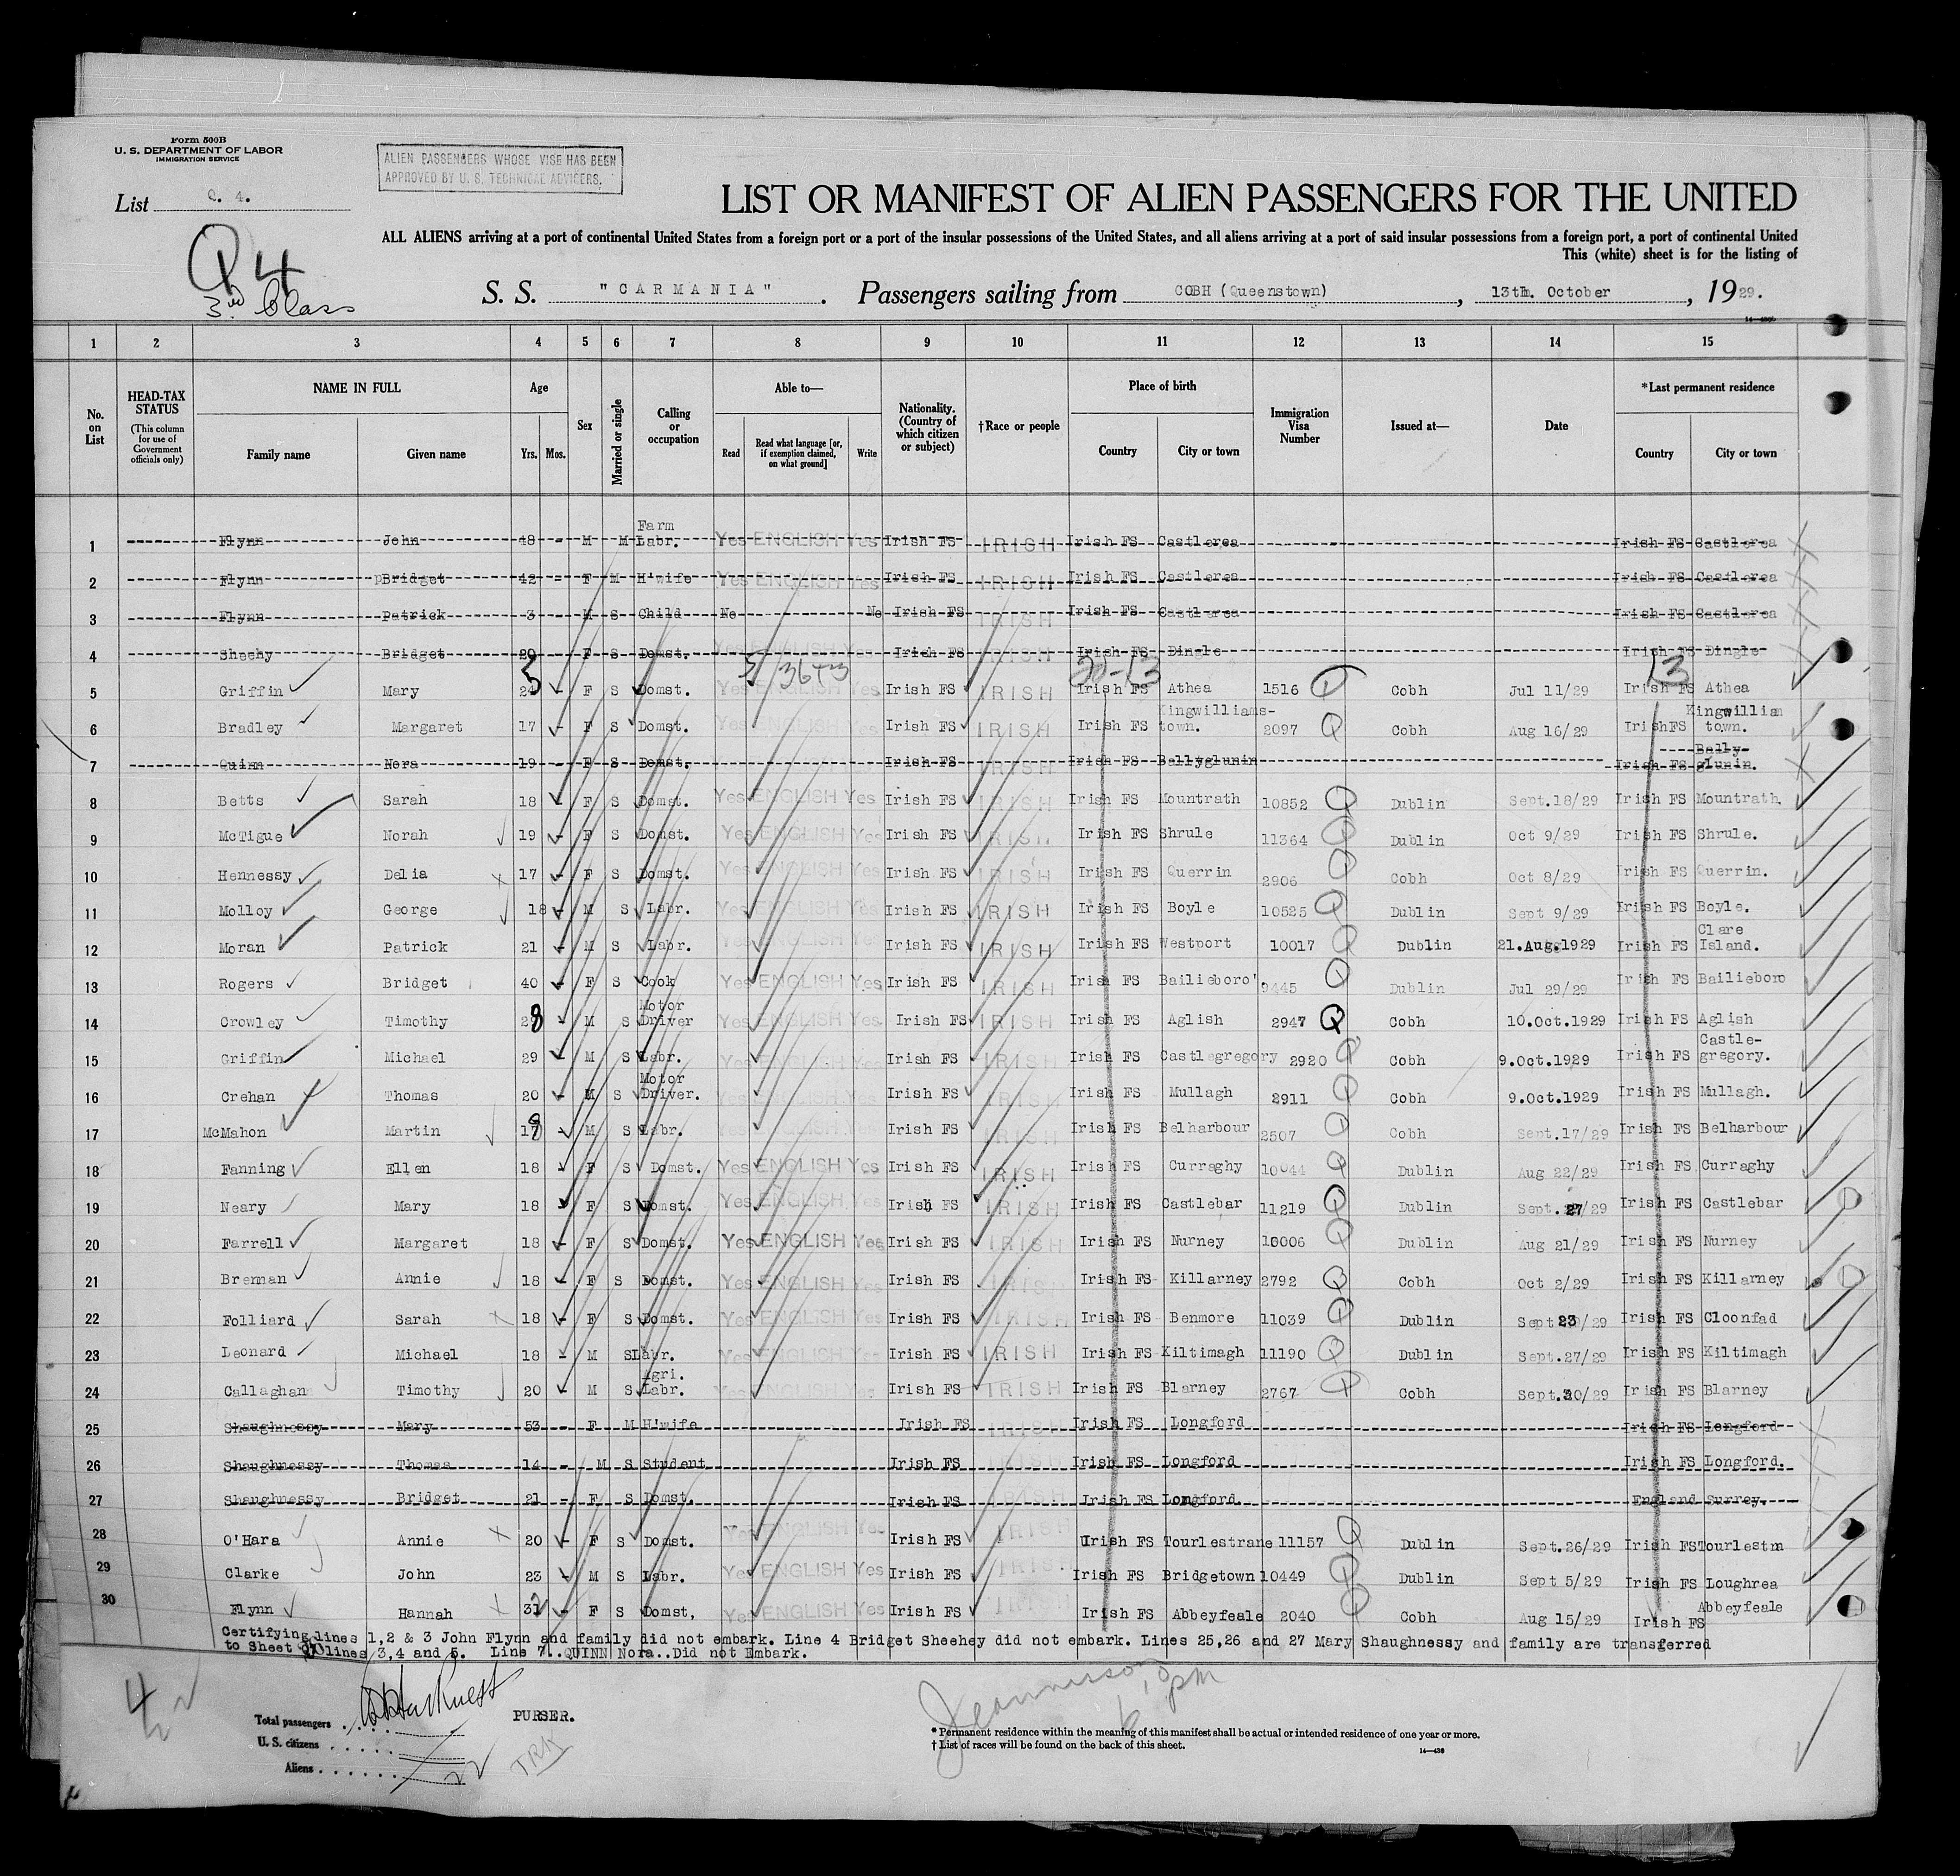 Form 500B
U. S. DEPARTMENT OF LABOR
IMMIGRATION SERVICE
ALIEN PASSENGERS WHOSE VISE HAS BEEN
APPROVED BY U. S. TECHNICAL ADVICERS.
List Q. 4.
LIST OR MANIFEST OF ALIEN PASSENGERS FOR THE UNITED
ALL ALIENS arriving at a port of continental United States from a foreign port or a port of the insular possessions of the United States, and all aliens arriving at a port of said insular possessions from a foreign port, a port of continental United
This (white) sheet is for the listing of
Q4
3rd Class
S. S. "CARMANIA". Passengers sailing from COBH (Queenstown), 13th. October, 1929.
1 2 3 4 5 6 7 8 9 10 11 12 13 14 15
No. on List
HEAD-TAX STATUS (This column for use of Government officials only)
NAME IN FULL Family name Given name
Age Yrs. Mos.
Sex
Married or single
Calling or occupation
Able to— Read Read what language [or, if exemption claimed, on what ground] Write
Nationality. (Country of which citizen or subject)
†Race or people
Place of birth Country City or town
Immigration Visa Number
Issued at—
Date
*Last permanent residence Country City or town
1 Flynn John 48 - M M Farm Labr. Yes ENGLISH Yes Irish FS IRISH Irish FS Castlerea Irish FS Castlerea
2 Flynn Bridget 42 - F M H'wife Yes ENGLISH Yes Irish FS IRISH Irish FS Castlerea Irish FS Castlerea
3 Flynn Patrick 3 - M S Child No No Irish FS IRISH Irish FS Castlerea Irish FS Castlerea
4 Sheehy Bridget 20 - F S Domst. Yes ENGLISH Yes Irish FS IRISH Irish FS Dingle Irish FS Dingle
20-13 13
5 Griffin Mary 25 - F S Domst. Yes ENGLISH Yes Irish FS IRISH Irish FS Athea 1516 Q Cobh Jul 11/29 Irish FS Athea
6 Bradley Margaret 17 - F S Domst. Yes ENGLISH Yes Irish FS IRISH Irish FS Kingwilliams-town. 2097 Q Cobh Aug 16/29 Irish FS Kingwilliam town.
7 Quinn Nora 19 - F S Domst. Irish FS IRISH Irish FS Ballyglunin Irish FS Bally-glunin.
8 Betts Sarah 18 - F S Domst. Yes ENGLISH Yes Irish FS IRISH Irish FS Mountrath 10852 Q Dublin Sept.18/29 Irish FS Mountrath.
9 McTigue Norah 19 - F S Domst. Yes ENGLISH Yes Irish FS IRISH Irish FS Shrule 11364 Q Dublin Oct 9/29 Irish FS Shrule.
10 Hennessy Delia 17 - F S Domst. Yes ENGLISH Yes Irish FS IRISH Irish FS Querrin 2906 Q Cobh Oct 8/29 Irish FS Querrin.
11 Molloy George 18 - M S Labr. Yes ENGLISH Yes Irish FS IRISH Irish FS Boyle 10525 Q Dublin Sept 9/29 Irish FS Boyle.
12 Moran Patrick 21 - M S Labr. Yes ENGLISH Yes Irish FS IRISH Irish FS Westport 10017 Q Dublin 21.Aug.1929 Irish FS Clare Island.
13 Rogers Bridget 40 - F S Cook Yes ENGLISH Yes Irish FS IRISH Irish FS Bailieboro' 9445 Q Dublin Jul 29/29 Irish FS Bailieboro
14 Crowley Timothy 28 - M S Motor Driver Yes ENGLISH Yes Irish FS IRISH Irish FS Aglish 2947 Q Cobh 10.Oct.1929 Irish FS Aglish
15 Griffin Michael 29 - M S Labr. Yes ENGLISH Yes Irish FS IRISH Irish FS Castlegregory 2920 Q Cobh 9.Oct.1929 Irish FS Castle-gregory.
16 Crehan Thomas 20 - M S Motor Driver. Yes ENGLISH Yes Irish FS IRISH Irish FS Mullagh 2911 Q Cobh 9.Oct.1929 Irish FS Mullagh.
17 McMahon Martin 18 - M S Labr. Yes ENGLISH Yes Irish FS IRISH Irish FS Belharbour 2507 Q Cobh Sept.17/29 Irish FS Belharbour
18 Fanning Ellen 18 - F S Domst. Yes ENGLISH Yes Irish FS IRISH Irish FS Curraghy 10044 Q Dublin Aug 22/29 Irish FS Curraghy
19 Neary Mary 18 - F S Domst. Yes ENGLISH Yes Irish FS IRISH Irish FS Castlebar 11219 Q Dublin Sept.27/29 Irish FS Castlebar
20 Farrell Margaret 18 - F S Domst. Yes ENGLISH Yes Irish FS IRISH Irish FS Nurney 10006 Q Dublin Aug 21/29 Irish FS Nurney
21 Brennan Annie 18 - F S Domst. Yes ENGLISH Yes Irish FS IRISH Irish FS Killarney 2792 Q Cobh Oct 2/29 Irish FS Killarney
22 Folliard Sarah 18 - F S Domst. Yes ENGLISH Yes Irish FS IRISH Irish FS Benmore 11039 Q Dublin Sept 23/29 Irish FS Cloonfad
23 Leonard Michael 18 - M S Labr. Yes ENGLISH Yes Irish FS IRISH Irish FS Kiltimagh 11190 Q Dublin Sept.27/29 Irish FS Kiltimagh
24 Callaghan Timothy 20 - M S Agri. Labr. Yes ENGLISH Yes Irish FS IRISH Irish FS Blarney 2767 Q Cobh Sept.30/29 Irish FS Blarney
25 Shaughnessy Mary 53 - F M H'wife Irish FS IRISH Irish FS Longford Irish FS Longford
26 Shaughnessy Thomas 14 - M S Student Irish FS IRISH Irish FS Longford Irish FS Longford.
27 Shaughnessy Bridget 21 - F S Domst. Irish FS IRISH Irish FS Longford. England Surrey.
28 O'Hara Annie 20 - F S Domst. Yes ENGLISH Yes Irish FS IRISH Irish FS Tourlestrane 11157 Q Dublin Sept.26/29 Irish FS Tourlestrn
29 Clarke John 23 - M S Labr. Yes ENGLISH Yes Irish FS IRISH Irish FS Bridgetown 10449 Q Dublin Sept 5/29 Irish FS Loughrea
30 Flynn Hannah 32 - F S Domst, Yes ENGLISH Yes Irish FS IRISH Irish FS Abbeyfeale 2040 Q Cobh Aug 15/29 Irish FS Abbeyfeale
Certifying lines 1,2 & 3 John Flynn and family did not embark. Line 4 Bridget Sheehey did not embark. Lines 25,26 and 27 Mary Shaughnessy and family are transferred
to Sheet lines 3,4 and 5. Line 7..QUINN Nora..Did not Embark.
PURSER.
Total passengers
U. S. citizens
Aliens
22
TRK
pm
* Permanent residence within the meaning of this manifest shall be actual or intended residence of one year or more.
† List of races will be found on the back of this sheet.
14—436